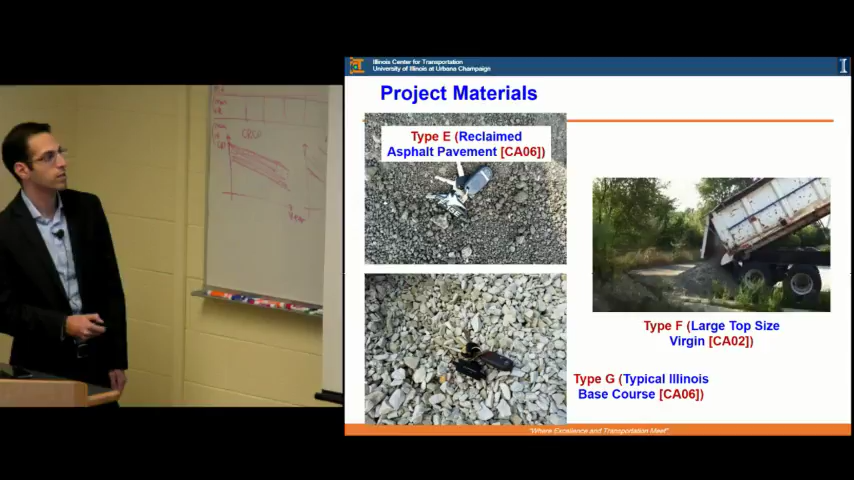 Illinois Center for Transportation
University of Illinois at Urbana Champaign
Project Materials
Type E (Reclaimed
Asphalt Pavement [CA06])
Type F (Large Top Size
Virgin [CA02])
Type G (Typical Illinois
Base Course [CA06])
"Where Excellence and Transportation Meet"